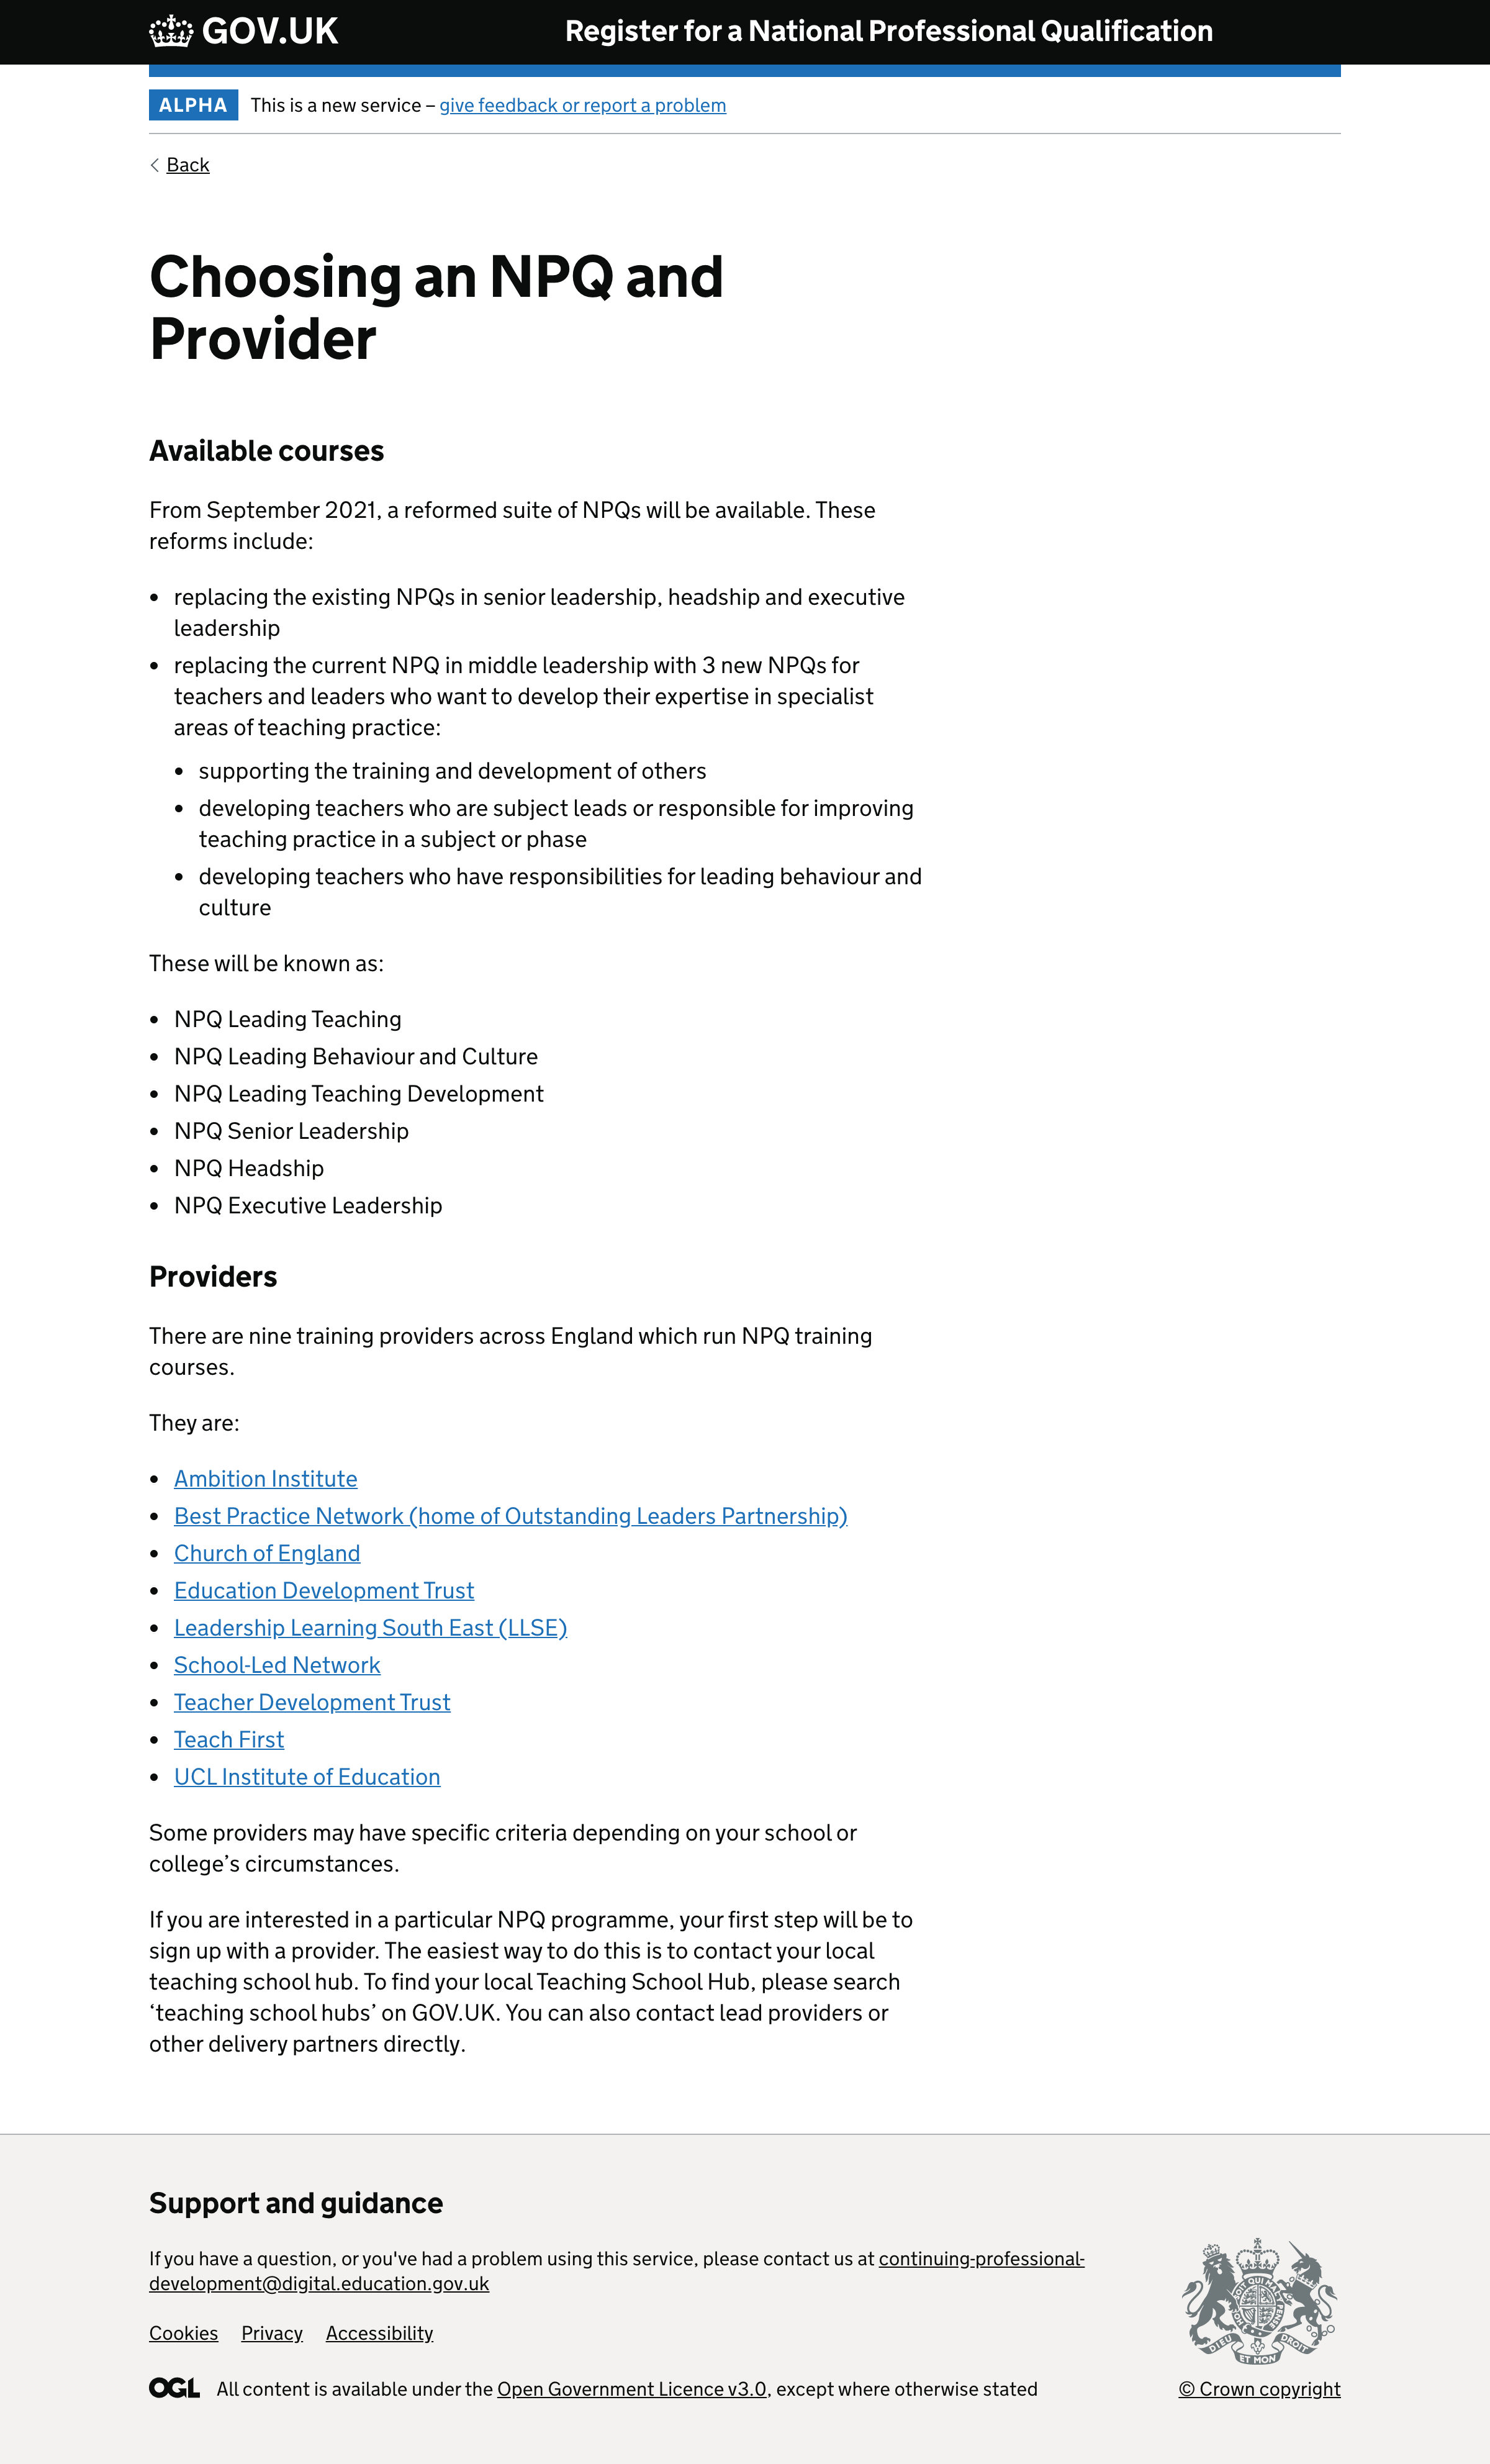 GOV.UK
Register for a National Professional Qualification
ALPHA
This is a new service – give feedback or report a problem
Back
Choosing an NPQ and
Provider
Available courses
From September 2021, a reformed suite of NPQs will be available. These
reforms include:
• replacing the existing NPQs in senior leadership, headship and executive
leadership
• replacing the current NPQ in middle leadership with 3 new NPQs for
teachers and leaders who want to develop their expertise in specialist
areas of teaching practice:
• supporting the training and development of others
• developing teachers who are subject leads or responsible for improving
teaching practice in a subject or phase
• developing teachers who have responsibilities for leading behaviour and
culture
These will be known as:
• NPQ Leading Teaching
• NPQ Leading Behaviour and Culture
• NPQ Leading Teaching Development
• NPQ Senior Leadership
• NPQ Headship
• NPQ Executive Leadership
Providers
There are nine training providers across England which run NPQ training
courses.
They are:
• Ambition Institute
• Best Practice Network (home of Outstanding Leaders Partnership)
• Church of England
• Education Development Trust
• Leadership Learning South East (LLSE)
• School-Led Network
• Teacher Development Trust
• Teach First
• UCL Institute of Education
Some providers may have specific criteria depending on your school or
college’s circumstances.
If you are interested in a particular NPQ programme, your first step will be to
sign up with a provider. The easiest way to do this is to contact your local
teaching school hub. To find your local Teaching School Hub, please search
‘teaching school hubs’ on GOV.UK. You can also contact lead providers or
other delivery partners directly.
Support and guidance
If you have a question, or you've had a problem using this service, please contact us at continuing-professional-
development@digital.education.gov.uk
Cookies Privacy Accessibility
OGL All content is available under the Open Government Licence v3.0, except where otherwise stated
DIEU ET MON DROIT
© Crown copyright